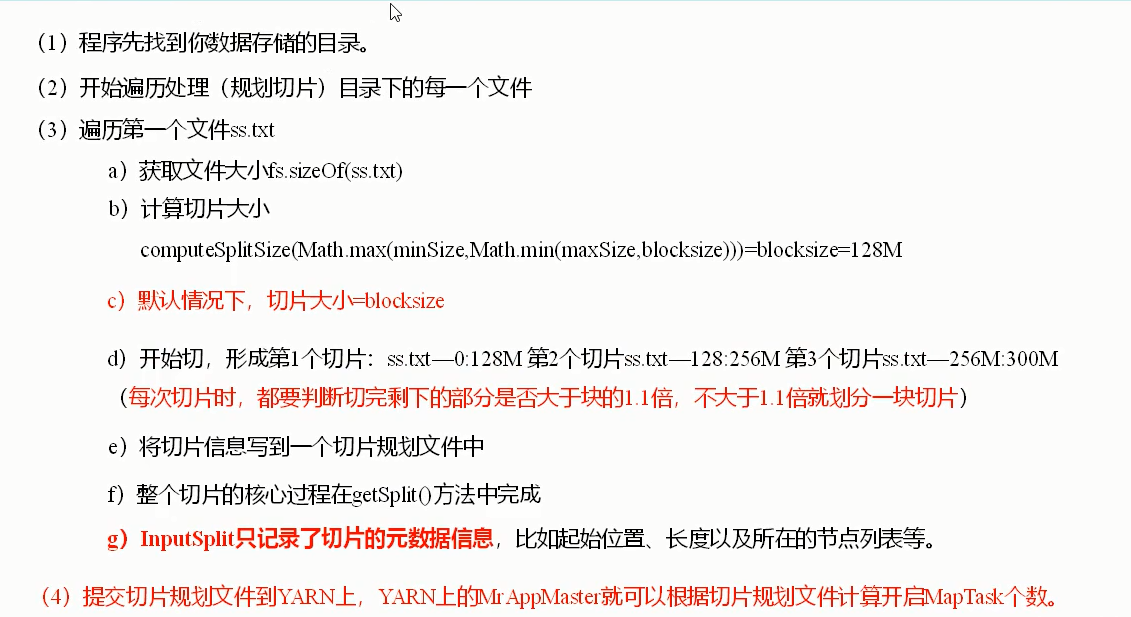 （1）程序先找到你数据存储的目录。
（2）开始遍历处理（规划切片）目录下的每一个文件
（3）遍历第一个文件ss.txt
a）获取文件大小fs.sizeOf(ss.txt)
b）计算切片大小
computeSplitSize(Math.max(minSize,Math.min(maxSize,blocksize)))=blocksize=128M
c）默认情况下，切片大小=blocksize
d）开始切，形成第1个切片：ss.txt—0:128M 第2个切片ss.txt—128:256M 第3个切片ss.txt—256M:300M
（每次切片时，都要判断切完剩下的部分是否大于块的1.1倍，不大于1.1倍就划分一块切片）
e）将切片信息写到一个切片规划文件中
f）整个切片的核心过程在getSplit()方法中完成
g）InputSplit只记录了切片的元数据信息，比如起始位置、长度以及所在的节点列表等。
（4）提交切片规划文件到YARN上，YARN上的MrAppMaster就可以根据切片规划文件计算开启MapTask个数。